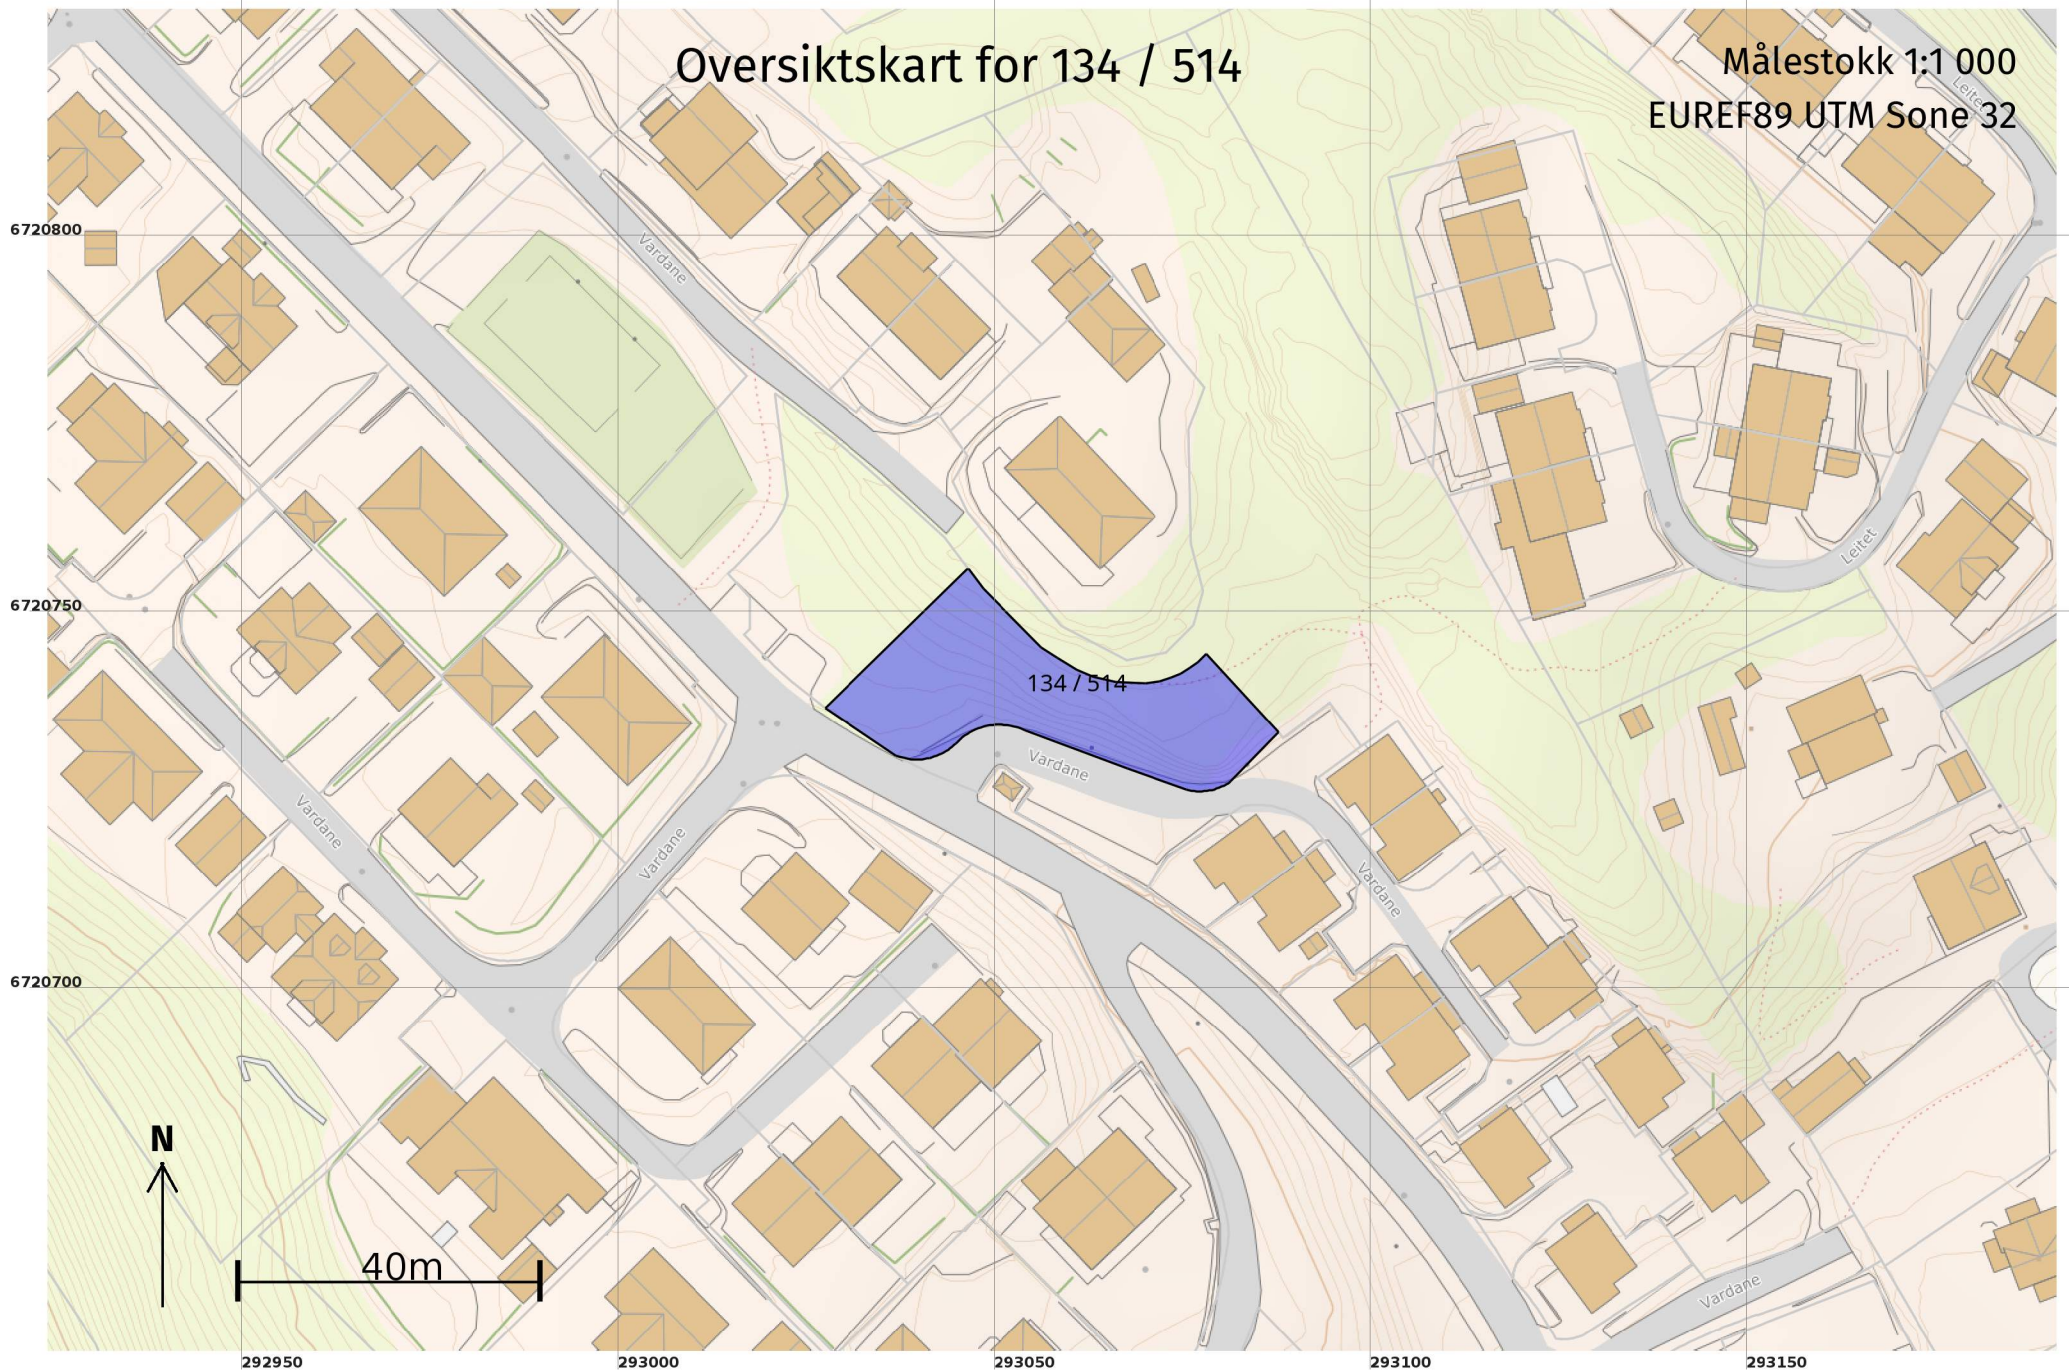 Oversiktskart for 134 / 514
Målestokk 1:1 000
EUREF89 UTM Sone 32
Leitet
6720800
Vardane
Leitet
6720750
134 / 514
Vardane
Vardane
Vardane
Vardane
6720700
N
40m
Vardane
292950
293000
293050
293100
293150